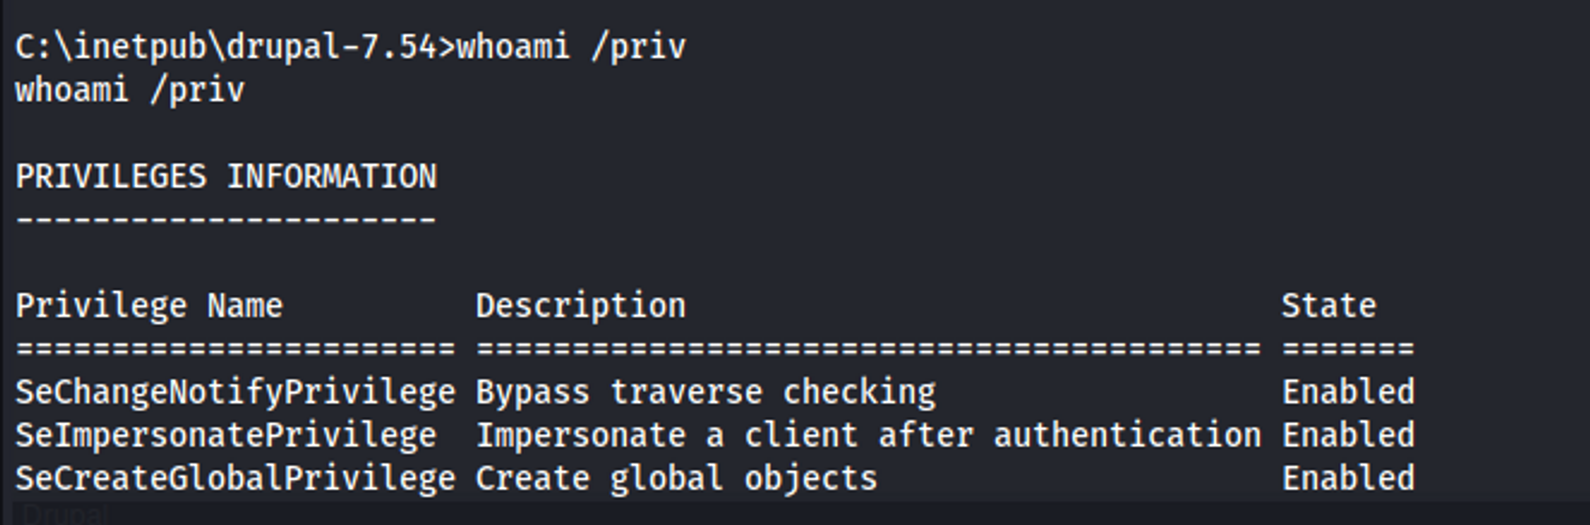 C:\inetpub\drupal-7.54>whoami /priv
whoami /priv
PRIVILEGES INFORMATION
----------------------
Privilege Name          Description                               State
======================= ========================================= =======
SeChangeNotifyPrivilege Bypass traverse checking                  Enabled
SeImpersonatePrivilege  Impersonate a client after authentication Enabled
SeCreateGlobalPrivilege Create global objects                     Enabled
Drupal